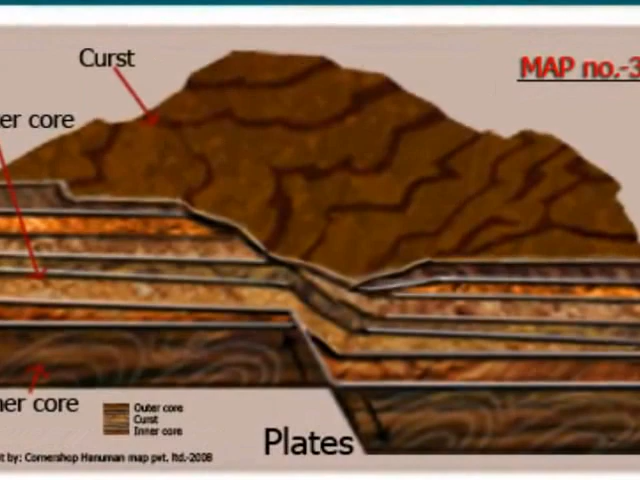 Curst
MAP no.-3
er core
ner core
Outer core
Curst
Inner core
Plates
t by: Cornershop Hanuman map pvt. ltd.-2008